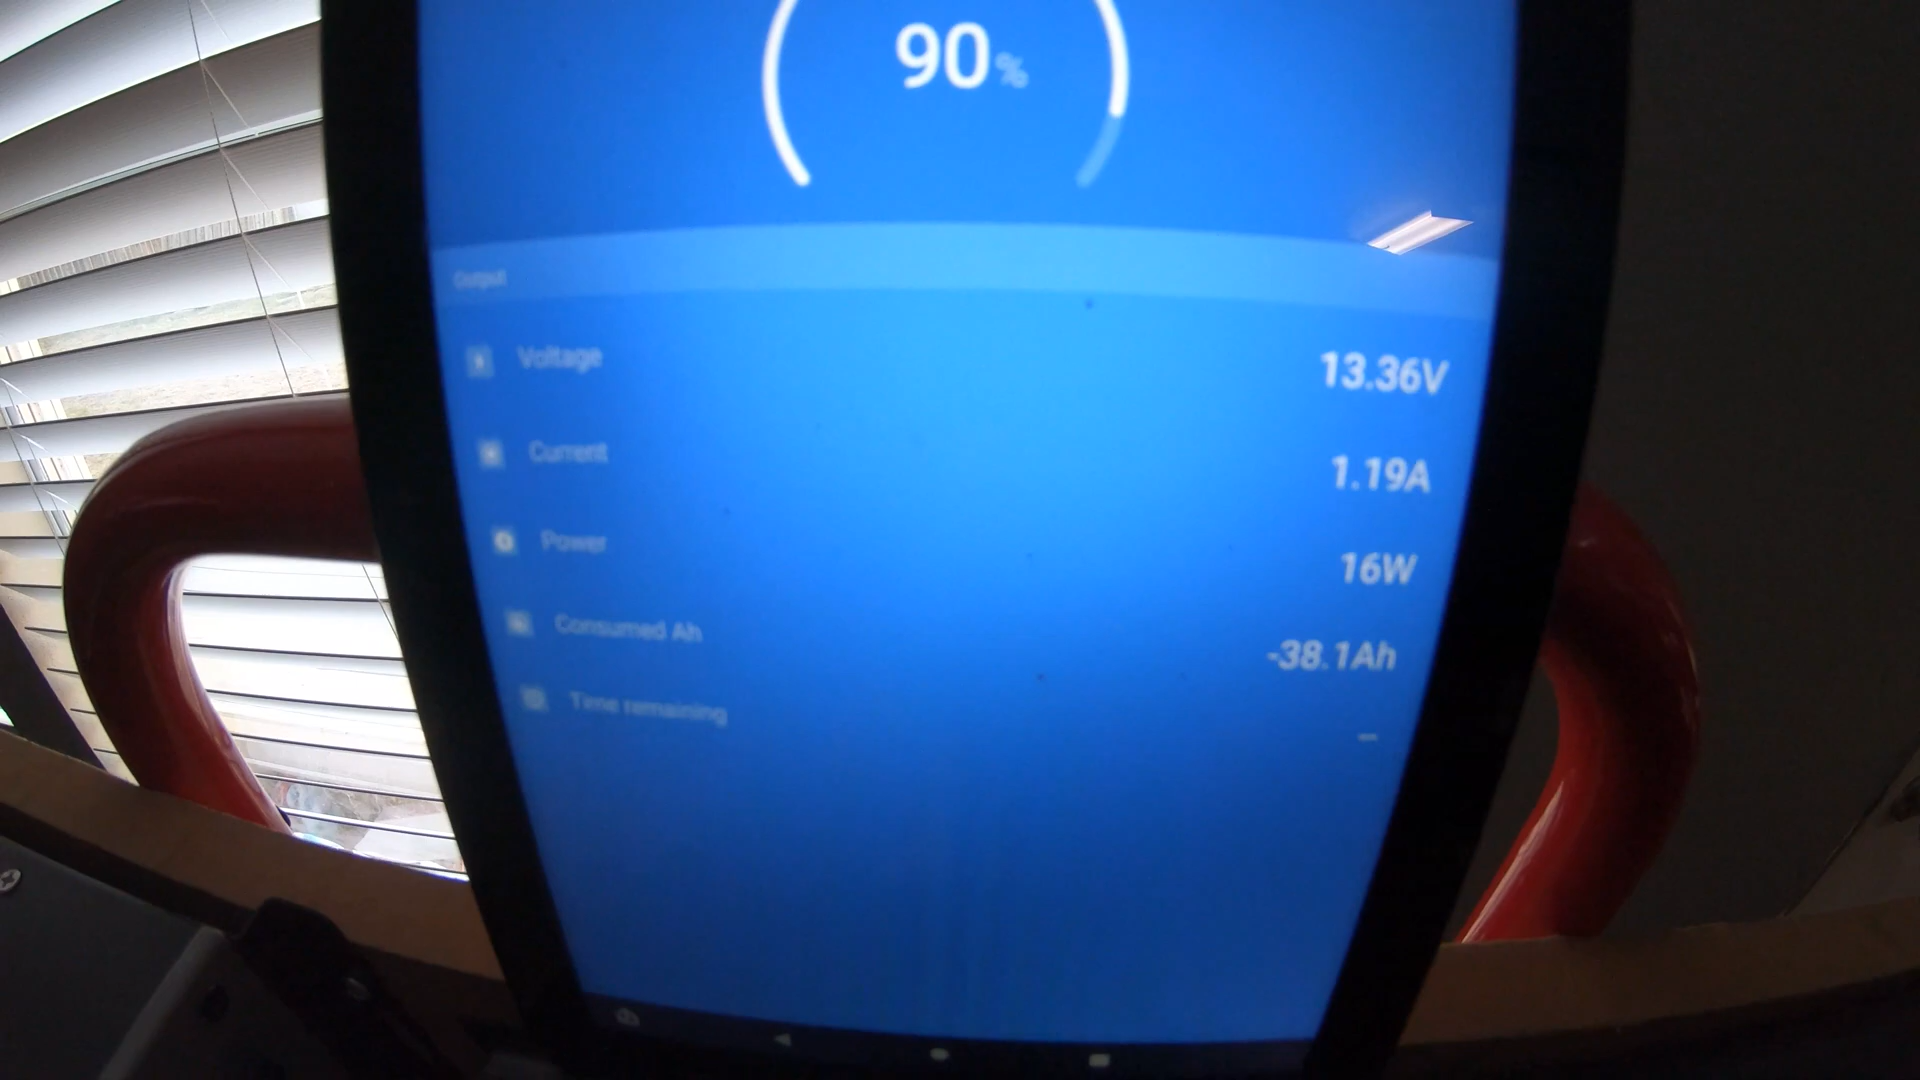 90%
Output
Voltage 13.36V
Current 1.19A
Power 16W
Consumed Ah -38.1Ah
Time remaining --